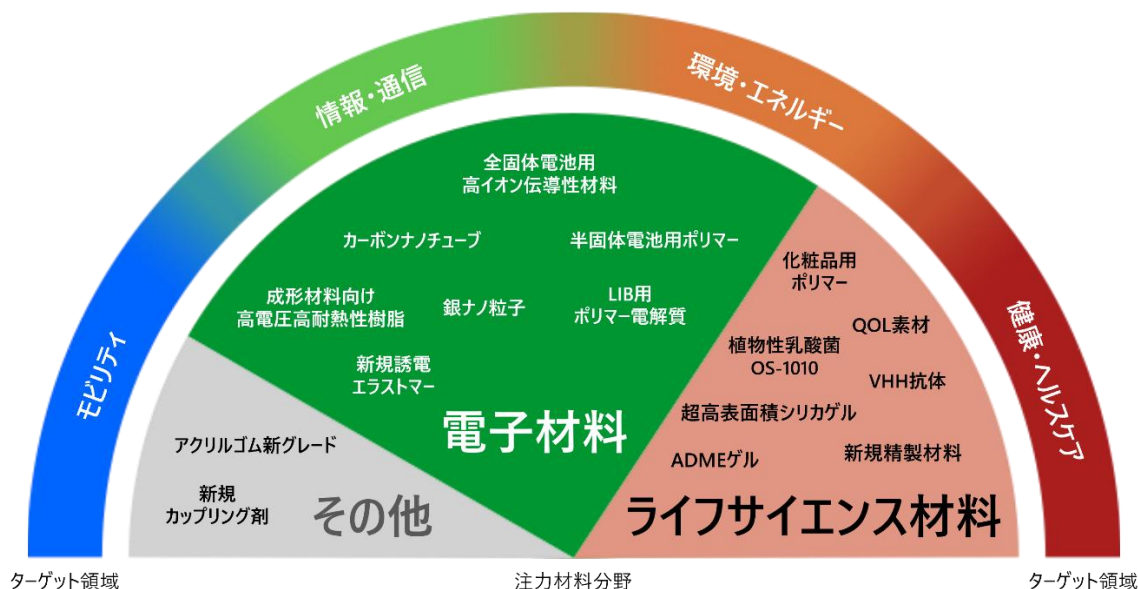 情報・通信
環境・エネルギー
モビリティ
健康・ヘルスケア
全固体電池用
高イオン伝導性材料
カーボンナノチューブ
半固体電池用ポリマー
成形材料向け
高電圧高耐熱性樹脂
銀ナノ粒子
LIB用
ポリマー電解質
新規誘電
エラストマー
電子材料
化粧品用
ポリマー
QOL素材
植物性乳酸菌
OS-1010
VHH抗体
超高表面積シリカゲル
ADMEゲル
新規精製材料
ライフサイエンス材料
アクリルゴム新グレード
新規
カップリング剤
その他
ターゲット領域
注力材料分野
ターゲット領域